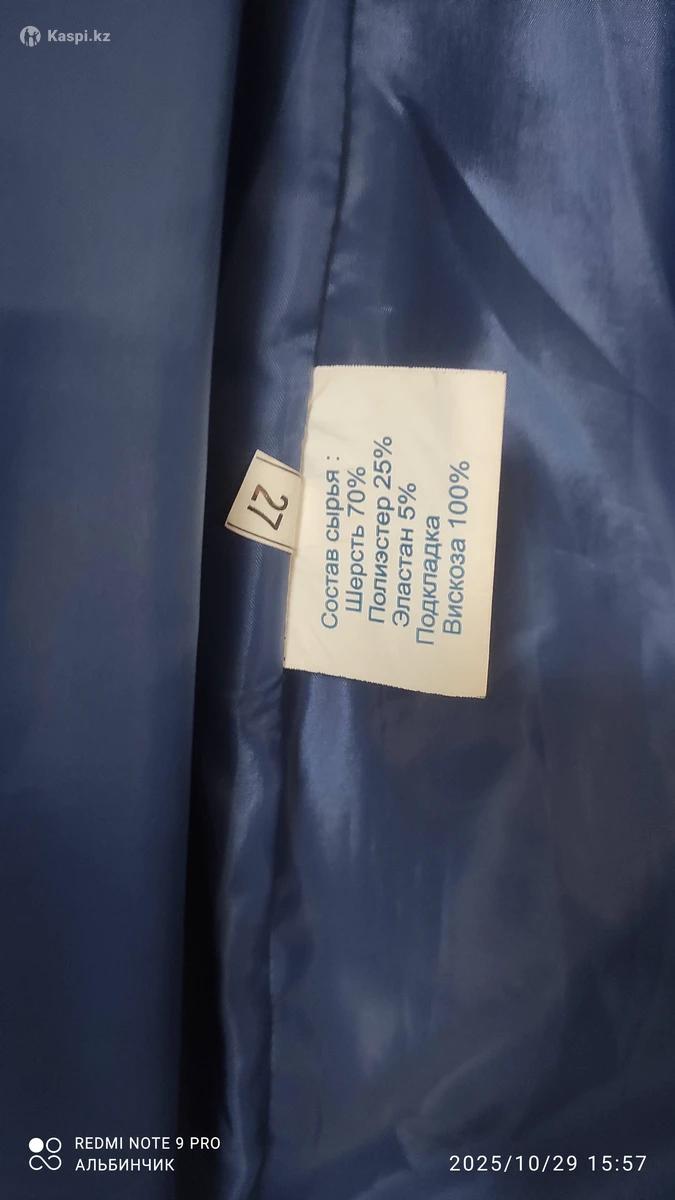 Kaspi.kz
27
Состав сырья :
Шерсть 70%
Полиэстер 25%
Эластан 5%
Подкладка
Вискоза 100%
REDMI NOTE 9 PRO
АЛЬБИНЧИК
2025/10/29 15:57